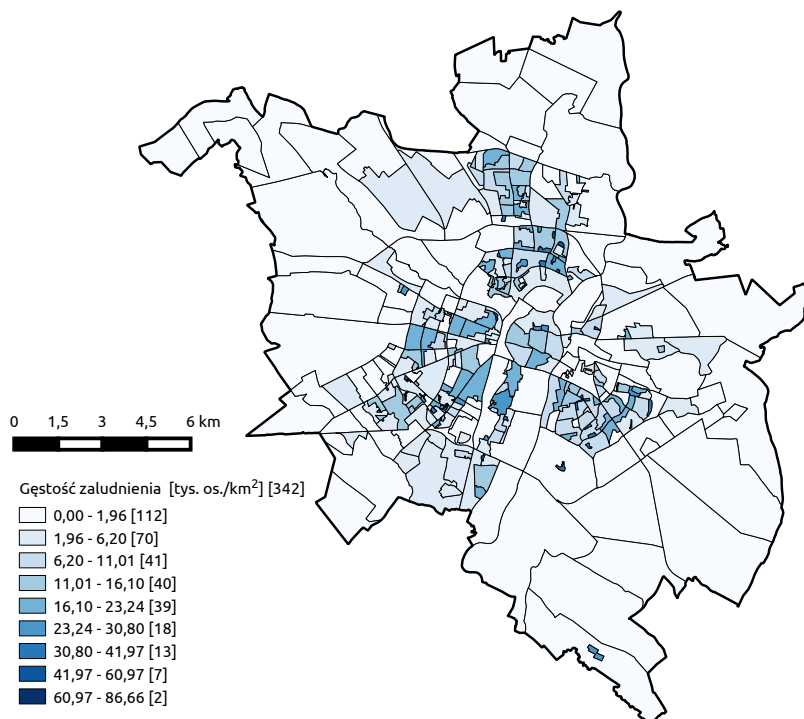 0 1,5 3 4,5 6 km
Gęstość zaludnienia [tys. os./km²] [342]
0,00 - 1,96 [112]
1,96 - 6,20 [70]
6,20 - 11,01 [41]
11,01 - 16,10 [40]
16,10 - 23,24 [39]
23,24 - 30,80 [18]
30,80 - 41,97 [13]
41,97 - 60,97 [7]
60,97 - 86,66 [2]